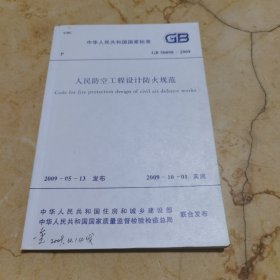 UDC
中华人民共和国国家标准
GB
P
GB 50098－2009
人民防空工程设计防火规范
Code for fire protection design of civil air defence works
2009－05－13 发布
2009－10－01 实施
中华人民共和国住房和城乡建设部
中华人民共和国国家质量监督检验检疫总局
联合发布